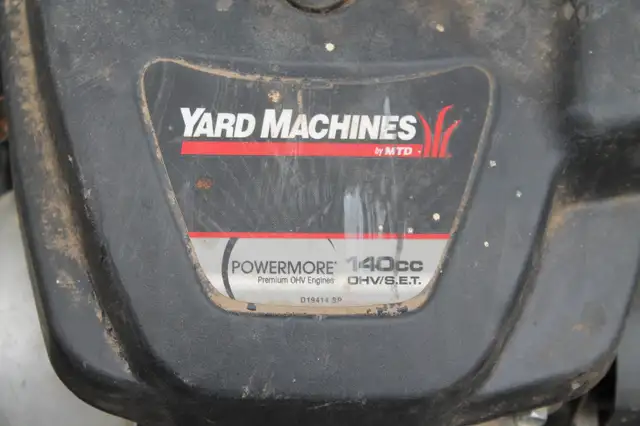 YARD MACHINES
by MTD
POWERMORE® 140cc
Premium OHV Engines OHV/S.E.T.
D19414 SP